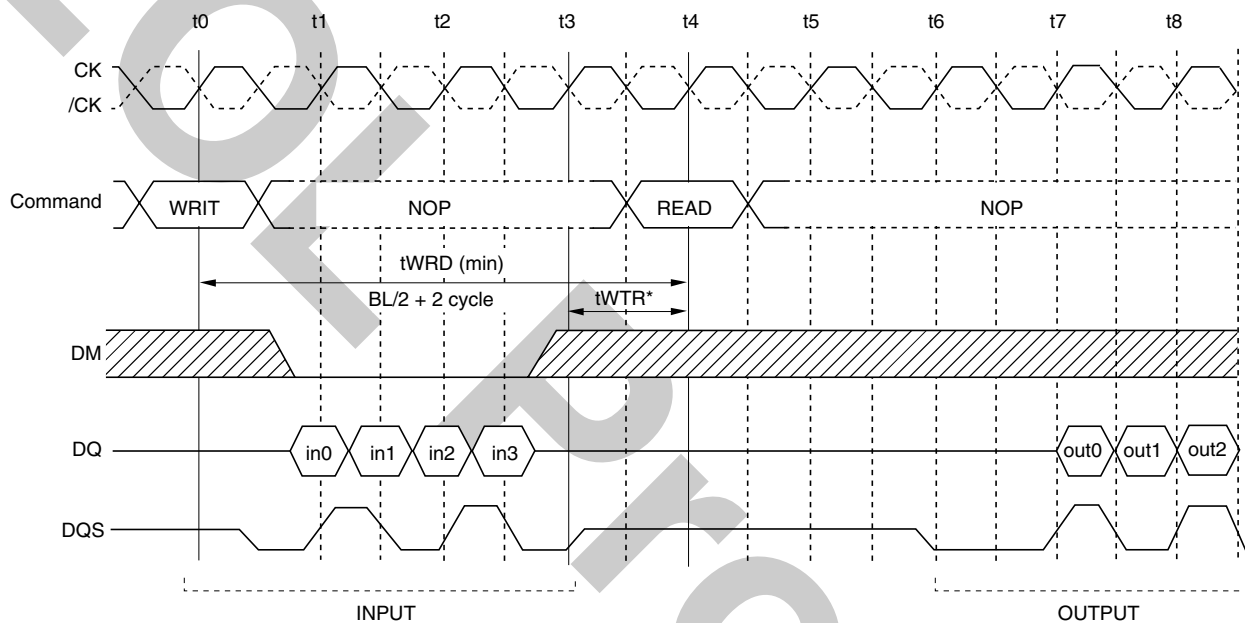 t0 t1 t2 t3 t4 t5 t6 t7 t8
CK
/CK
Command WRIT NOP READ NOP
tWRD (min)
BL/2 + 2 cycle tWTR*
DM
DQ in0 in1 in2 in3 out0 out1 out2
DQS
INPUT OUTPUT